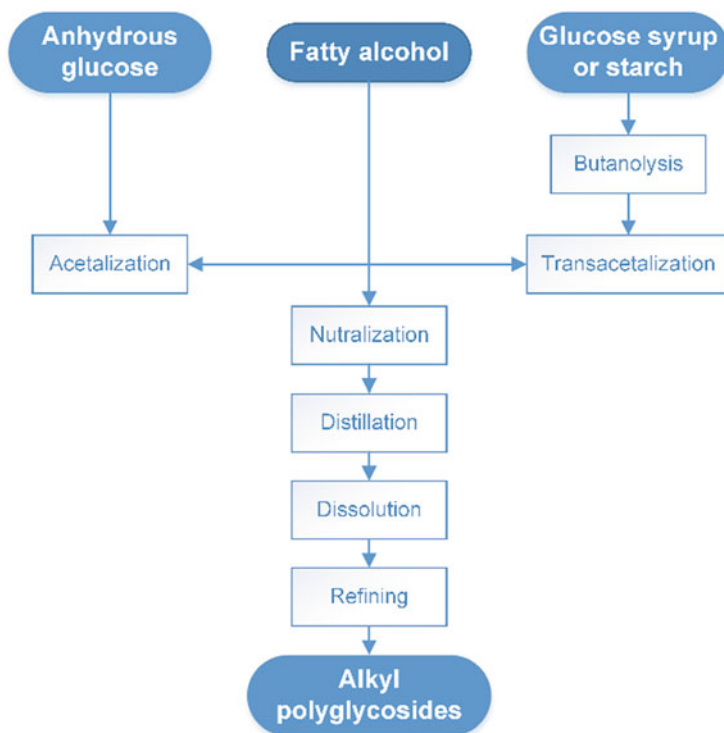 Anhydrous
glucose
Fatty alcohol
Glucose syrup
or starch
Butanolysis
Acetalization
Transacetalization
Nutralization
Distillation
Dissolution
Refining
Alkyl
polyglycosides